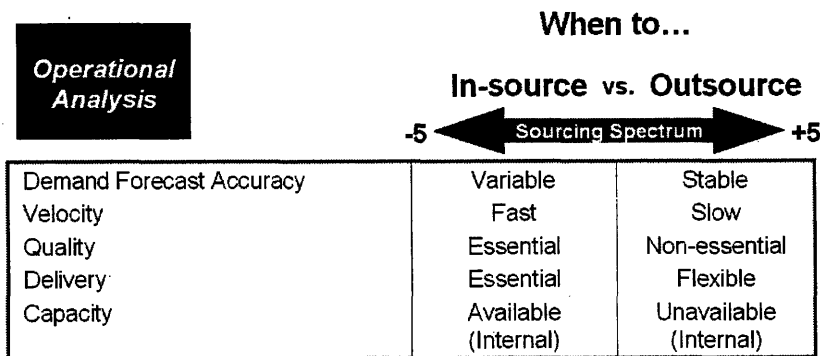 When to...
Operational
Analysis
In-source vs. Outsource
-5 Sourcing Spectrum +5
Demand Forecast Accuracy Variable Stable
Velocity Fast Slow
Quality Essential Non-essential
Delivery Essential Flexible
Capacity Available Unavailable
(Internal) (Internal)